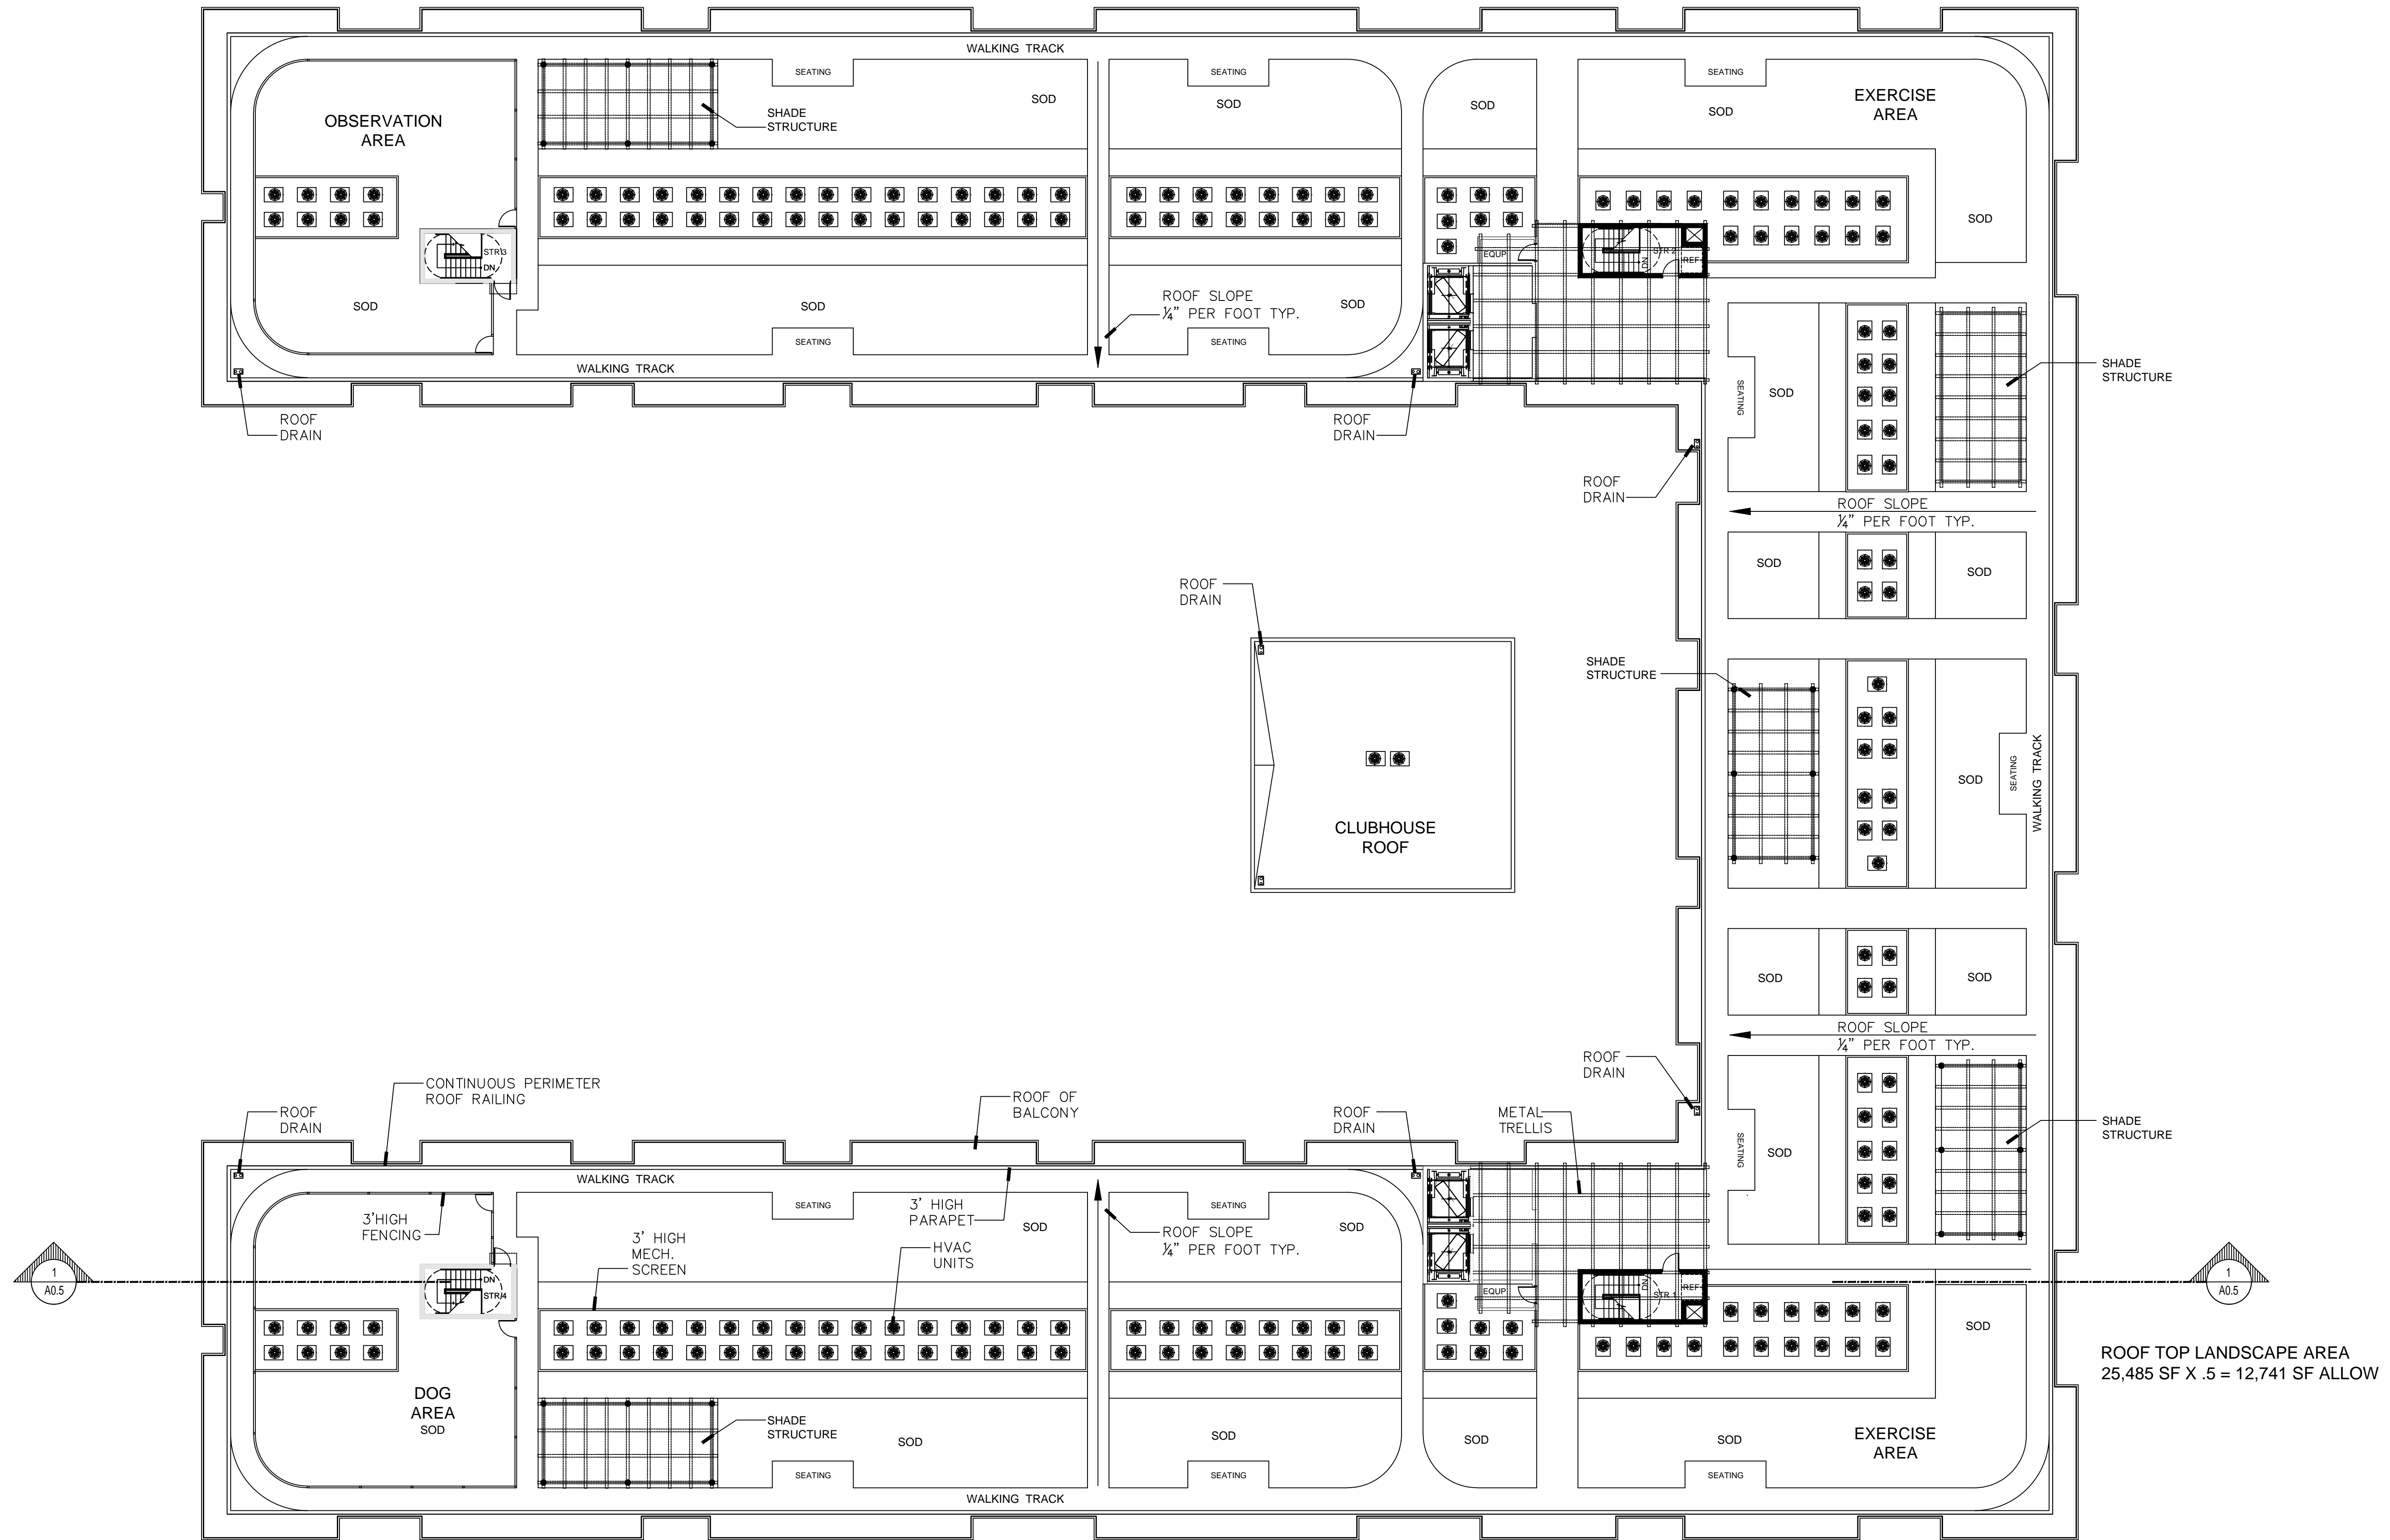 WALKING TRACK
SEATING
SEATING
SEATING
OBSERVATION
AREA
SHADE
STRUCTURE
SOD
SOD
SOD
SOD
EXERCISE
AREA
SOD
STR 3
DN
EQUP
DN
STR 2
REF
SOD
SOD
ROOF SLOPE
¼" PER FOOT TYP.
SOD
SEATING
SEATING
WALKING TRACK
SHADE
STRUCTURE
SEATING
SOD
ROOF
DRAIN
ROOF
DRAIN
ROOF
DRAIN
ROOF SLOPE
¼" PER FOOT TYP.
SOD
SOD
ROOF
DRAIN
SHADE
STRUCTURE
SOD
SEATING
WALKING TRACK
CLUBHOUSE
ROOF
SOD
SOD
ROOF SLOPE
¼" PER FOOT TYP.
ROOF
DRAIN
CONTINUOUS PERIMETER
ROOF RAILING
ROOF OF
BALCONY
ROOF
DRAIN
ROOF
DRAIN
METAL
TRELLIS
SEATING
SOD
SHADE
STRUCTURE
WALKING TRACK
SEATING
SEATING
3'HIGH
FENCING
3' HIGH
PARAPET
SOD
SOD
3' HIGH
MECH.
SCREEN
HVAC
UNITS
ROOF SLOPE
¼" PER FOOT TYP.
1
A0.5
1
A0.5
DN
STR 4
EQUP
DN
STR 1
REF
SOD
ROOF TOP LANDSCAPE AREA
25,485 SF X .5 = 12,741 SF ALLOW
DOG
AREA
SOD
SHADE
STRUCTURE
SOD
SOD
SOD
SOD
EXERCISE
AREA
SEATING
SEATING
SEATING
WALKING TRACK